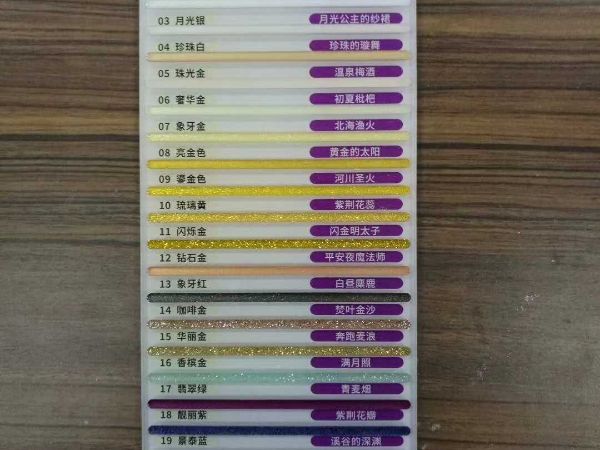 03 月光银 月光公主的纱裙
04 珍珠白 珍珠的璇舞
05 珠光金 温泉梅酒
06 奢华金 初夏枇杷
07 象牙金 北海渔火
08 亮金色 黄金的太阳
09 鎏金色 河川圣火
10 琉璃黄 紫荆花蕊
11 闪烁金 闪金明太子
12 钻石金 平安夜魔法师
13 象牙红 白昼麋鹿
14 咖啡金 焚叶金沙
15 华丽金 奔跑麦浪
16 香槟金 满月照
17 翡翠绿 青麦烟
18 靓丽紫 紫荆花瓣
19 景泰蓝 溪谷的深渊